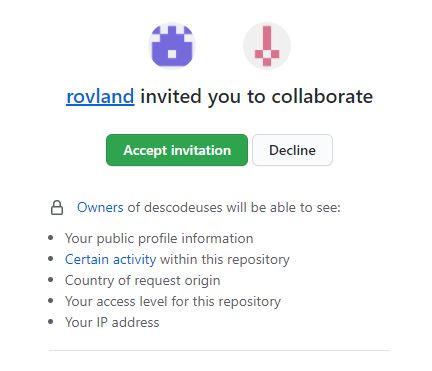 rovland invited you to collaborate
Accept invitation
Decline
Owners of descodeuses will be able to see:
Your public profile information
Certain activity within this repository
Country of request origin
Your access level for this repository
Your IP address